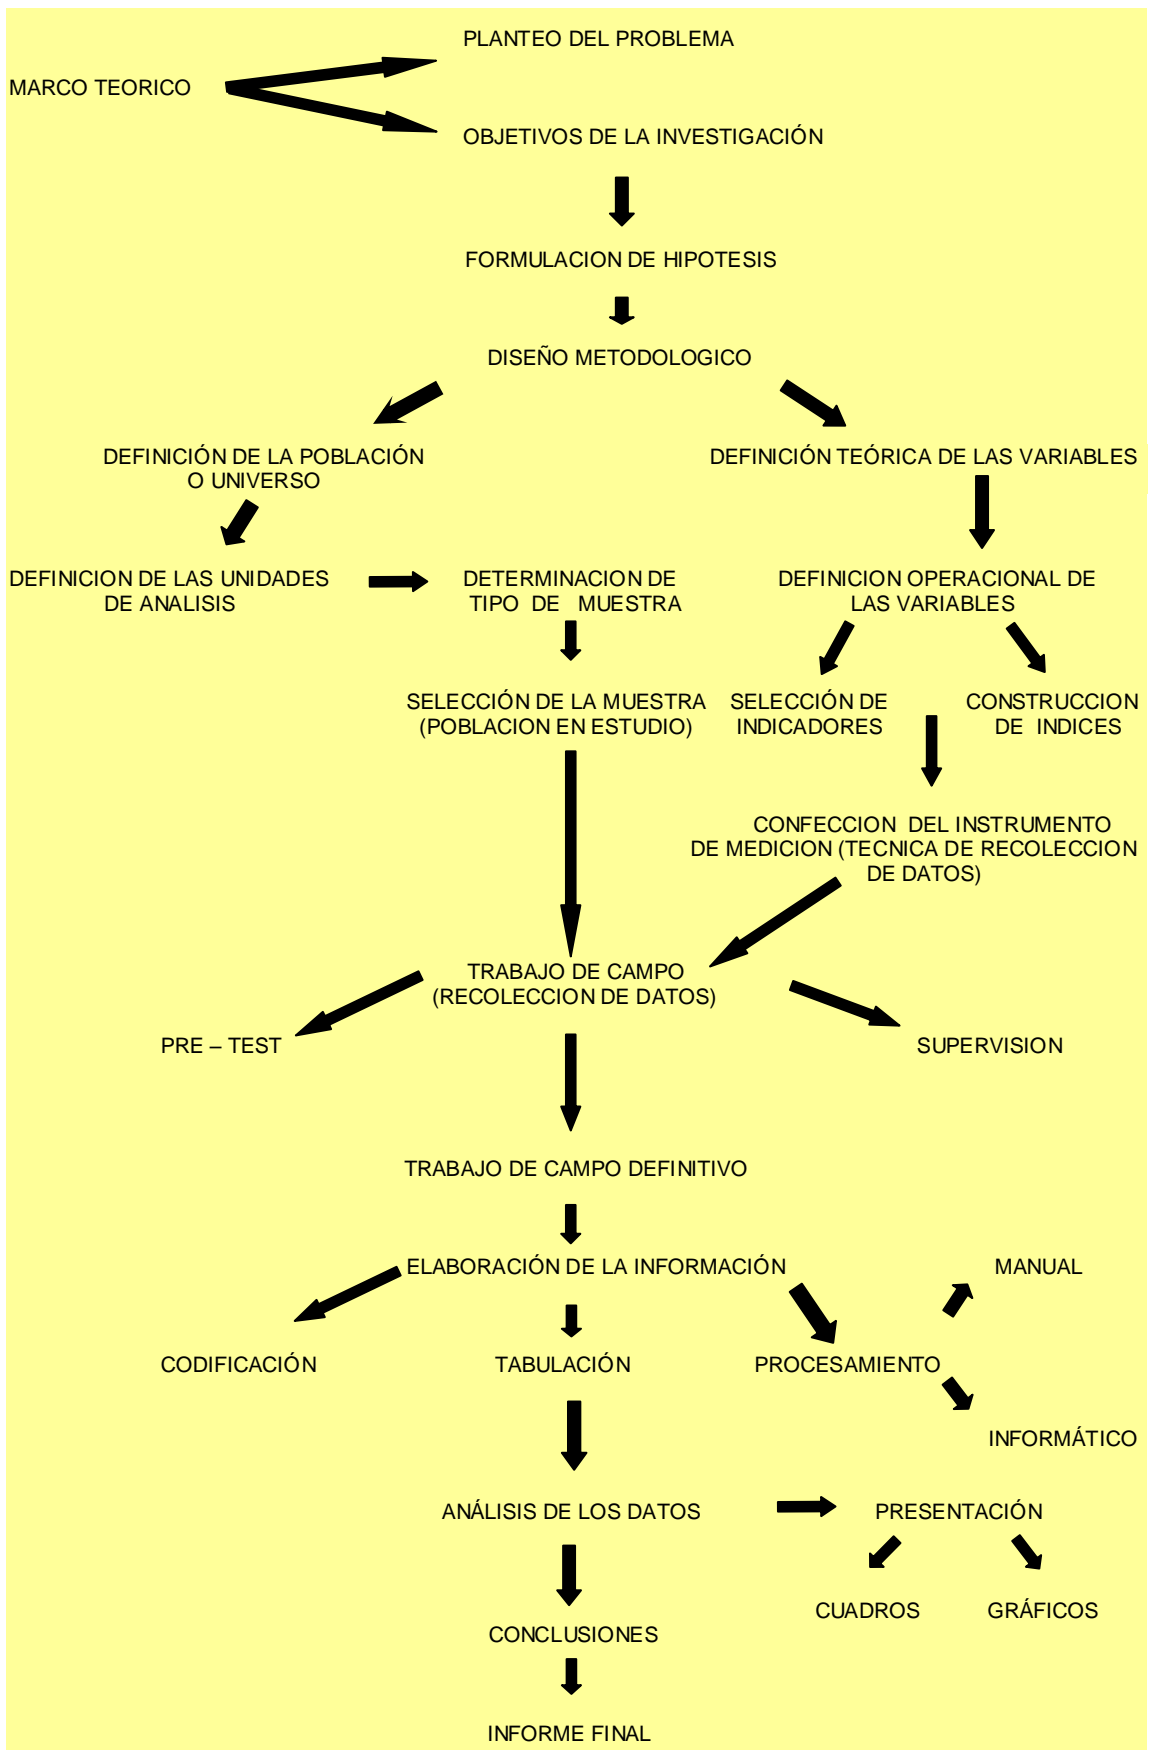 PLANTEO DEL PROBLEMA
MARCO TEORICO
OBJETIVOS DE LA INVESTIGACIÓN
FORMULACION DE HIPOTESIS
DISEÑO METODOLOGICO
DEFINICIÓN DE LA POBLACIÓN
O UNIVERSO
DEFINICIÓN TEÓRICA DE LAS VARIABLES
DEFINICION DE LAS UNIDADES
DE ANALISIS
DETERMINACION DE
TIPO DE MUESTRA
DEFINICION OPERACIONAL DE
LAS VARIABLES
SELECCIÓN DE LA MUESTRA
(POBLACION EN ESTUDIO)
SELECCIÓN DE
INDICADORES
CONSTRUCCION
DE INDICES
CONFECCION DEL INSTRUMENTO
DE MEDICION (TECNICA DE RECOLECCION
DE DATOS)
TRABAJO DE CAMPO
(RECOLECCION DE DATOS)
PRE – TEST
SUPERVISION
TRABAJO DE CAMPO DEFINITIVO
ELABORACIÓN DE LA INFORMACIÓN
MANUAL
CODIFICACIÓN
TABULACIÓN
PROCESAMIENTO
INFORMÁTICO
ANÁLISIS DE LOS DATOS
PRESENTACIÓN
CUADROS
GRÁFICOS
CONCLUSIONES
INFORME FINAL